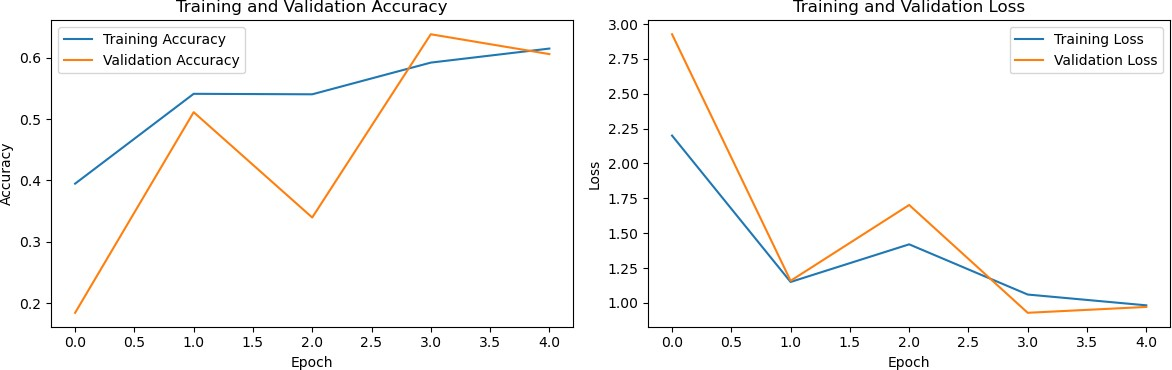 Training and Validation Accuracy
Training Accuracy
Validation Accuracy
0.6
0.5
0.4
0.3
0.2
Accuracy
0.0 0.5 1.0 1.5 2.0 2.5 3.0 3.5 4.0
Epoch
Training and Validation Loss
Training Loss
Validation Loss
3.00
2.75
2.50
2.25
2.00
1.75
1.50
1.25
1.00
Loss
0.0 0.5 1.0 1.5 2.0 2.5 3.0 3.5 4.0
Epoch